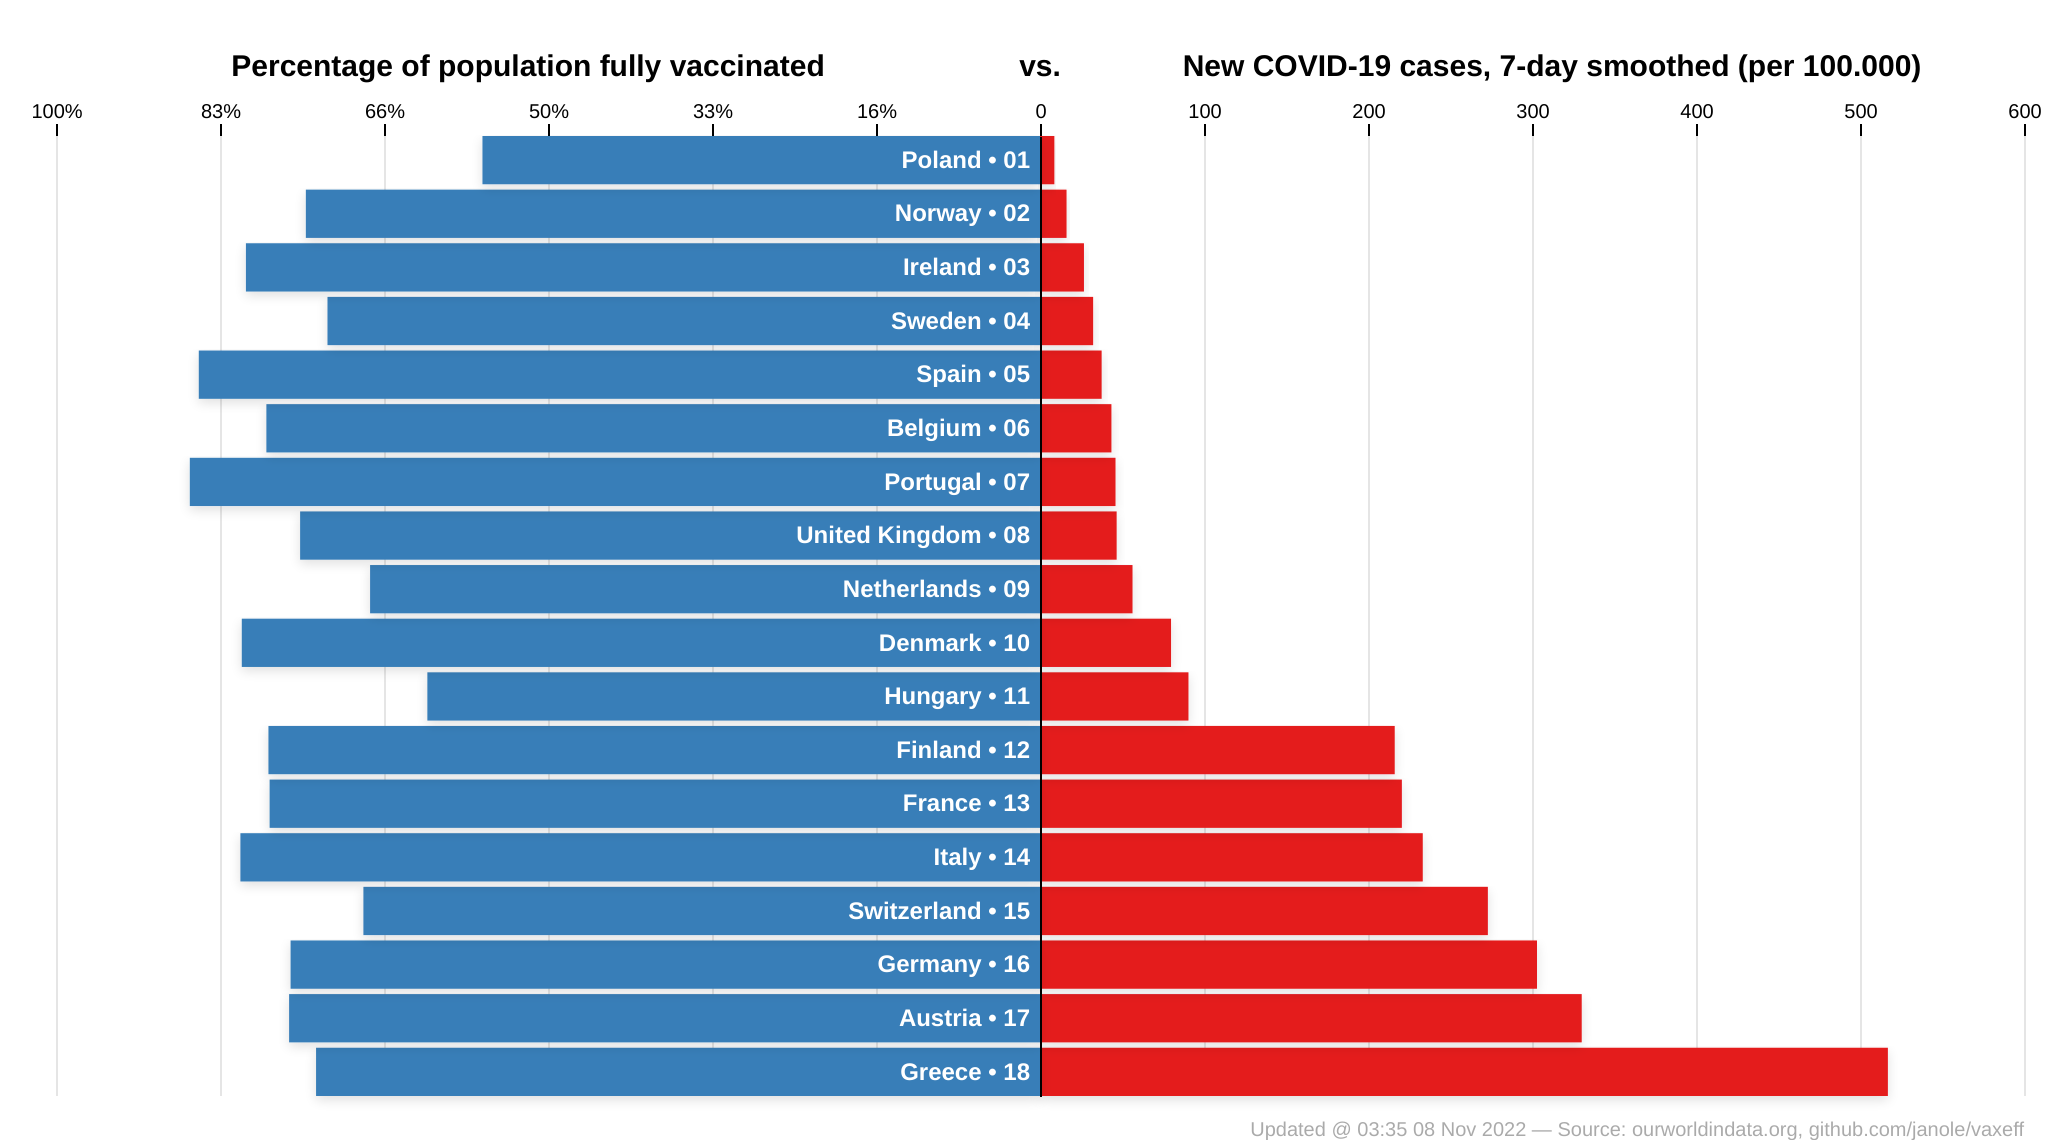 Percentage of population fully vaccinated vs. New COVID-19 cases, 7-day smoothed (per 100.000)
100% 83% 66% 50% 33% 16% 0 100 200 300 400 500 600
Poland • 01
Norway • 02
Ireland • 03
Sweden • 04
Spain • 05
Belgium • 06
Portugal • 07
United Kingdom • 08
Netherlands • 09
Denmark • 10
Hungary • 11
Finland • 12
France • 13
Italy • 14
Switzerland • 15
Germany • 16
Austria • 17
Greece • 18
Updated @ 03:35 08 Nov 2022 — Source: ourworldindata.org, github.com/janole/vaxeff